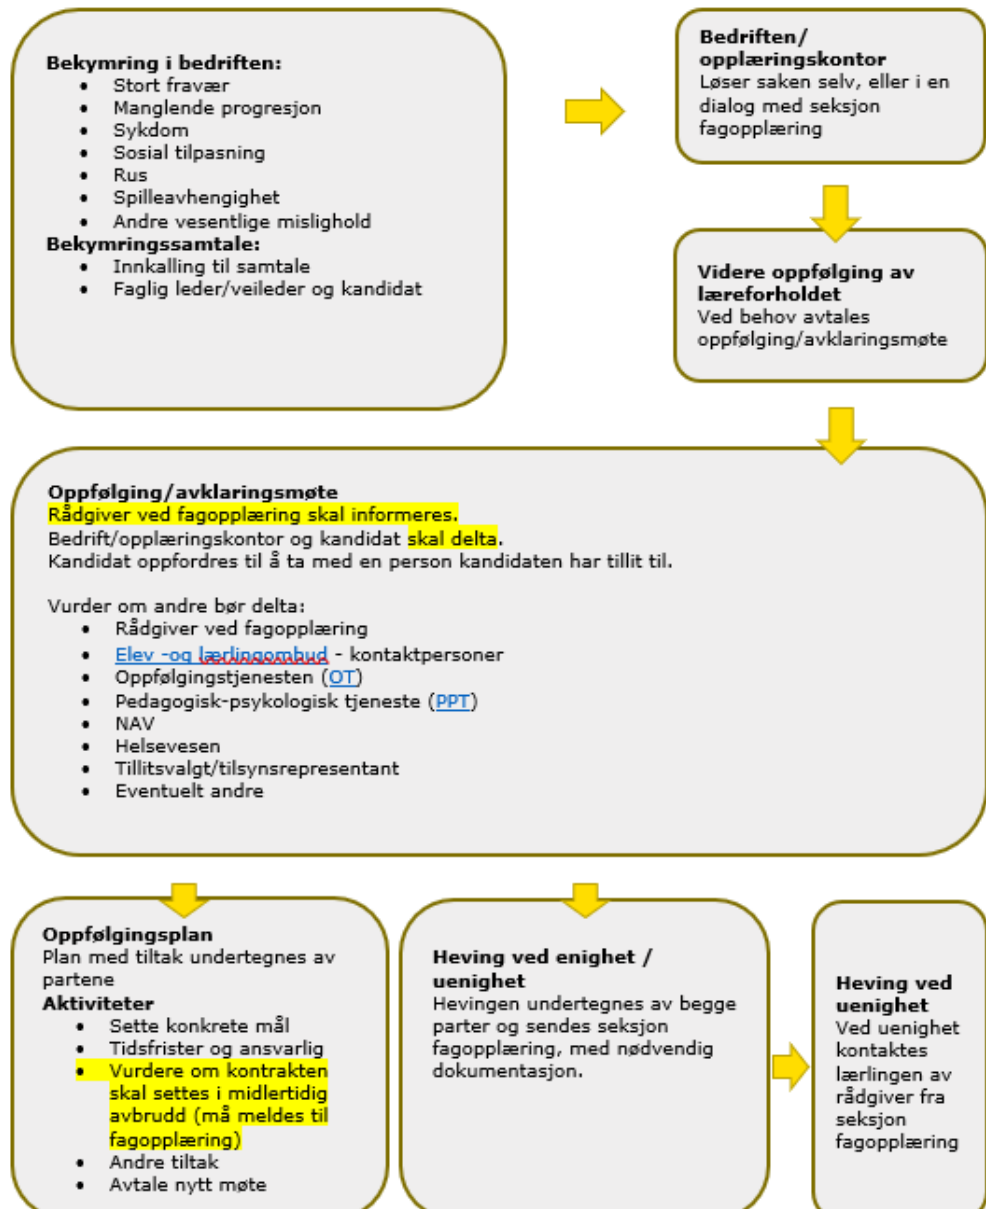 Bekymring i bedriften:
• Stort fravær
• Manglende progresjon
• Sykdom
• Sosial tilpasning
• Rus
• Spilleavhengighet
• Andre vesentlige mislighold
Bekymringssamtale:
• Innkalling til samtale
• Faglig leder/veileder og kandidat
Bedriften/
opplæringskontor
Løser saken selv, eller i en
dialog med seksjon
fagopplæring
Videre oppfølging av
læreforholdet
Ved behov avtales
oppfølging/avklaringsmøte
Oppfølging/avklaringsmøte
Rådgiver ved fagopplæring skal informeres.
Bedrift/opplæringskontor og kandidat skal delta.
Kandidat oppfordres til å ta med en person kandidaten har tillit til.
Vurder om andre bør delta:
• Rådgiver ved fagopplæring
• Elev -og lærlingombud - kontaktpersoner
• Oppfølgingstjenesten (OT)
• Pedagogisk-psykologisk tjeneste (PPT)
• NAV
• Helsevesen
• Tillitsvalgt/tilsynsrepresentant
• Eventuelt andre
Oppfølgingsplan
Plan med tiltak undertegnes av
partene
Aktiviteter
• Sette konkrete mål
• Tidsfrister og ansvarlig
• Vurdere om kontrakten
skal settes i midlertidig
avbrudd (må meldes til
fagopplæring)
• Andre tiltak
• Avtale nytt møte
Heving ved enighet /
uenighet
Hevingen undertegnes av begge
parter og sendes seksjon
fagopplæring, med nødvendig
dokumentasjon.
Heving ved
uenighet
Ved uenighet
kontaktes
lærlingen av
rådgiver fra
seksjon
fagopplæring